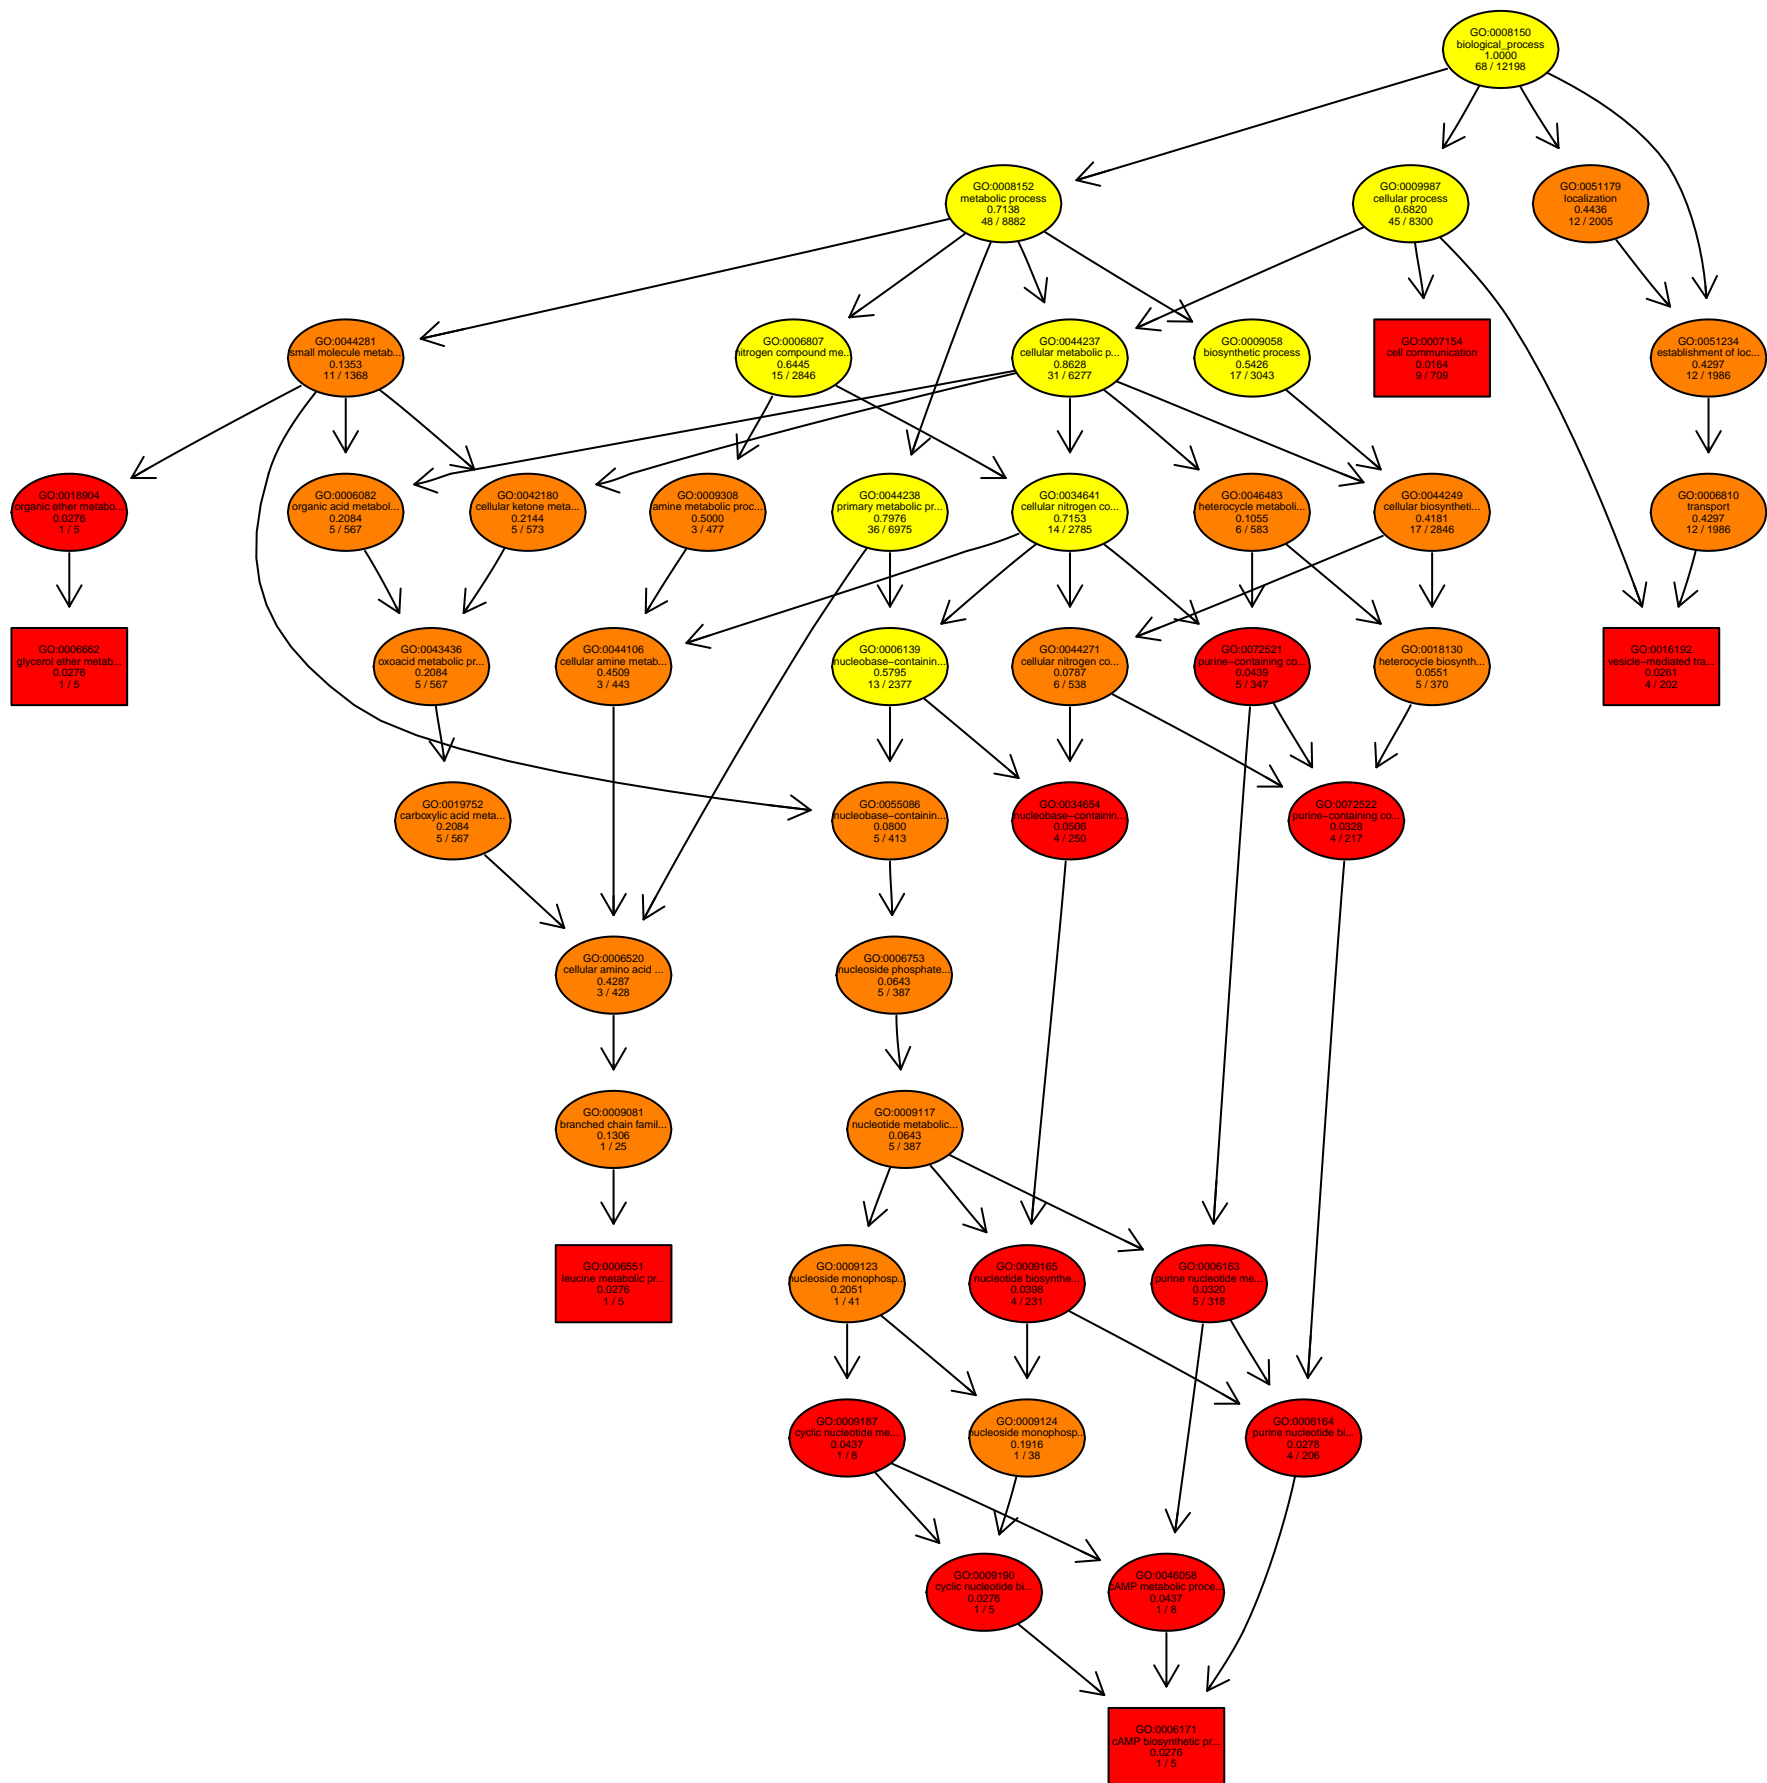 GO:0008150
biological_process
1.0000
68 / 12198
GO:0008152
metabolic process
0.7138
48 / 8882
GO:0009987
cellular process
0.6820
45 / 8300
GO:0051179
localization
0.4436
12 / 2005
GO:0044281
small molecule metab...
0.1353
11 / 1368
GO:0006807
nitrogen compound me...
0.6445
15 / 2846
GO:0044237
cellular metabolic p...
0.8628
31 / 6277
GO:0009058
biosynthetic process
0.5426
17 / 3043
GO:0007154
cell communication
0.0164
9 / 709
GO:0051234
establishment of loc...
0.4297
12 / 1986
GO:0018904
organic ether metabo...
0.0276
1 / 5
GO:0006082
organic acid metabol...
0.2084
5 / 567
GO:0042180
cellular ketone meta...
0.2144
5 / 573
GO:0009308
amine metabolic proc...
0.5000
3 / 477
GO:0044238
primary metabolic pr...
0.7976
36 / 6975
GO:0034641
cellular nitrogen co...
0.7153
14 / 2785
GO:0046483
heterocycle metaboli...
0.1055
6 / 583
GO:0044249
cellular biosyntheti...
0.4181
17 / 2846
GO:0006810
transport
0.4297
12 / 1986
GO:0006662
glycerol ether metab...
0.0276
1 / 5
GO:0043436
oxoacid metabolic pr...
0.2084
5 / 567
GO:0044106
cellular amine metab...
0.4509
3 / 443
GO:0006139
nucleobase−containin...
0.5795
13 / 2377
GO:0044271
cellular nitrogen co...
0.0787
6 / 538
GO:0072521
purine−containing co...
0.0439
5 / 347
GO:0018130
heterocycle biosynth...
0.0551
5 / 370
GO:0016192
vesicle−mediated tra...
0.0261
4 / 202
GO:0019752
carboxylic acid meta...
0.2084
5 / 567
GO:0055086
nucleobase−containin...
0.0800
5 / 413
GO:0034654
nucleobase−containin...
0.0506
4 / 250
GO:0072522
purine−containing co...
0.0328
4 / 217
GO:0006520
cellular amino acid ...
0.4287
3 / 428
GO:0006753
nucleoside phosphate...
0.0643
5 / 387
GO:0009081
branched chain famil...
0.1306
1 / 25
GO:0009117
nucleotide metabolic...
0.0643
5 / 387
GO:0006551
leucine metabolic pr...
0.0276
1 / 5
GO:0009123
nucleoside monophosp...
0.2051
1 / 41
GO:0009165
nucleotide biosynthe...
0.0398
4 / 231
GO:0006163
purine nucleotide me...
0.0320
5 / 318
GO:0009187
cyclic nucleotide me...
0.0437
1 / 8
GO:0009124
nucleoside monophosp...
0.1916
1 / 38
GO:0006164
purine nucleotide bi...
0.0278
4 / 206
GO:0009190
cyclic nucleotide bi...
0.0276
1 / 5
GO:0046058
cAMP metabolic proce...
0.0437
1 / 8
GO:0006171
cAMP biosynthetic pr...
0.0276
1 / 5